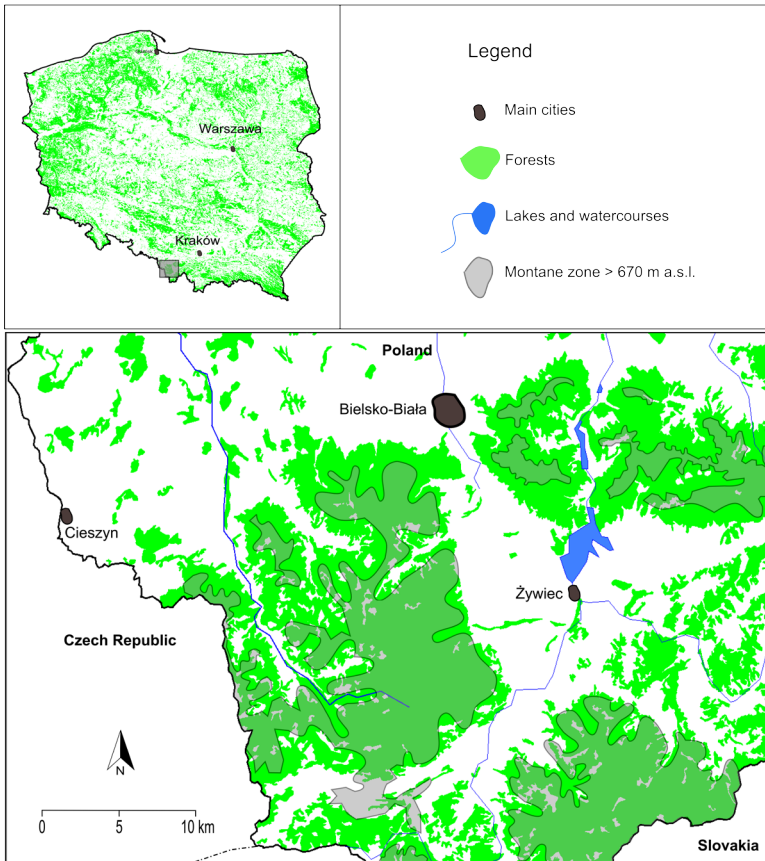 Warszawa
Kraków
Legend
Main cities
Forests
Lakes and watercourses
Montane zone > 670 m a.s.l.
Poland
Bielsko-Biała
Cieszyn
Żywiec
Czech Republic
N
0 5 10 km
Slovakia